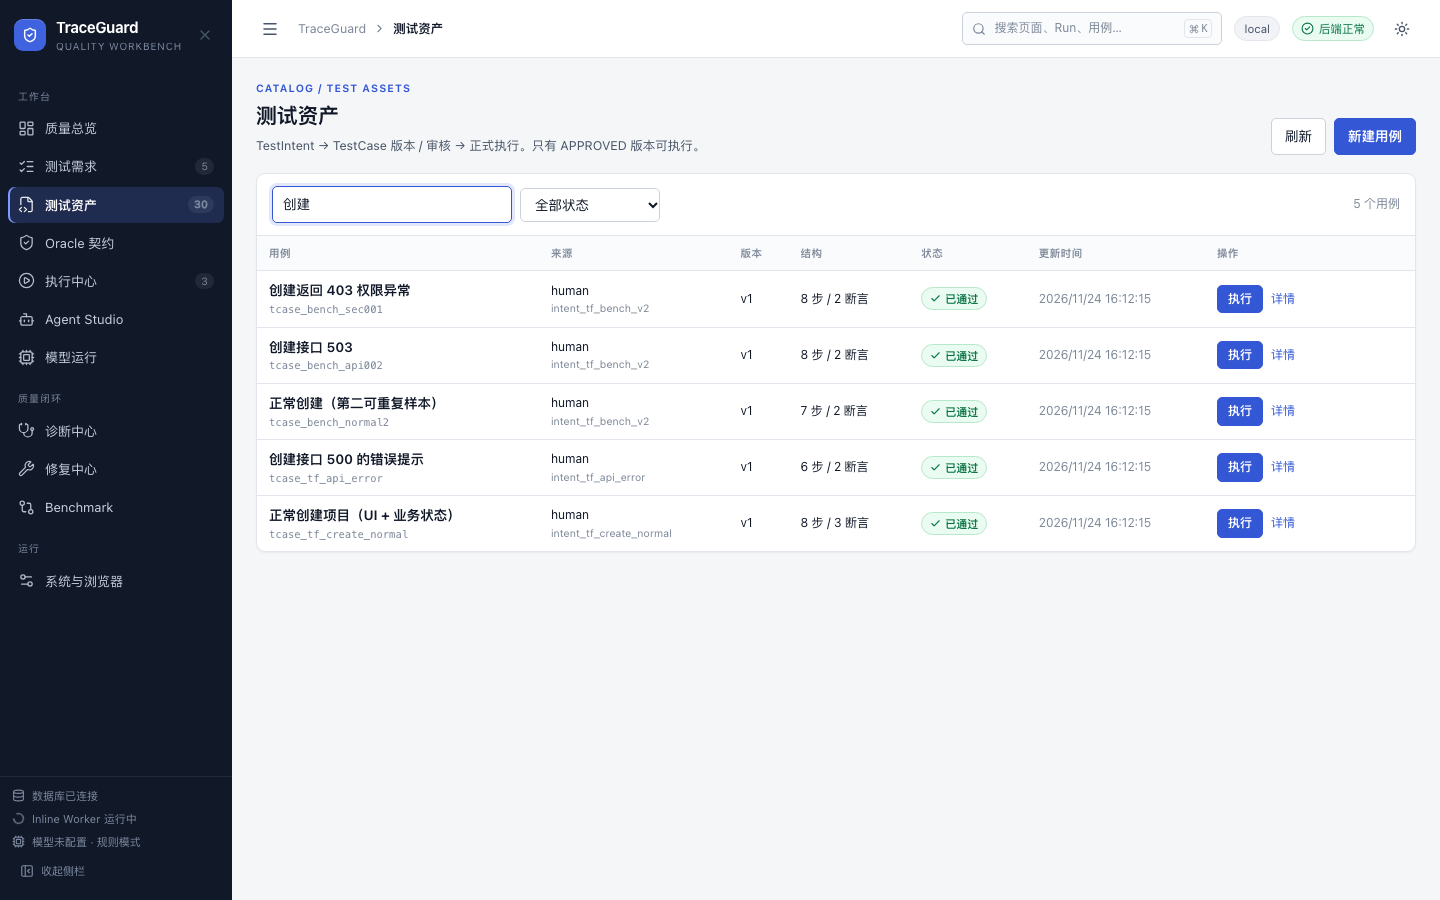 TraceGuard
QUALITY WORKBENCH
工作台
质量总览
测试需求 5
测试资产 30
Oracle 契约
执行中心 3
Agent Studio
模型运行
质量闭环
诊断中心
修复中心
Benchmark
运行
系统与浏览器
数据库已连接
Inline Worker 运行中
模型未配置 · 规则模式
收起侧栏
TraceGuard > 测试资产
搜索页面、Run、用例... ⌘ K
local
后端正常
CATALOG / TEST ASSETS
测试资产
TestIntent → TestCase 版本 / 审核 → 正式执行。只有 APPROVED 版本可执行。
刷新
新建用例
创建
全部状态
5 个用例
用例 来源 版本 结构 状态 更新时间 操作
创建返回 403 权限异常 human v1 8 步 / 2 断言 已通过 2026/11/24 16:12:15 执行 详情
tcase_bench_sec001 intent_tf_bench_v2
创建接口 503 human v1 8 步 / 2 断言 已通过 2026/11/24 16:12:15 执行 详情
tcase_bench_api002 intent_tf_bench_v2
正常创建（第二可重复样本） human v1 7 步 / 2 断言 已通过 2026/11/24 16:12:15 执行 详情
tcase_bench_normal2 intent_tf_bench_v2
创建接口 500 的错误提示 human v1 6 步 / 2 断言 已通过 2026/11/24 16:12:15 执行 详情
tcase_tf_api_error intent_tf_api_error
正常创建项目（UI + 业务状态） human v1 8 步 / 3 断言 已通过 2026/11/24 16:12:15 执行 详情
tcase_tf_create_normal intent_tf_create_normal